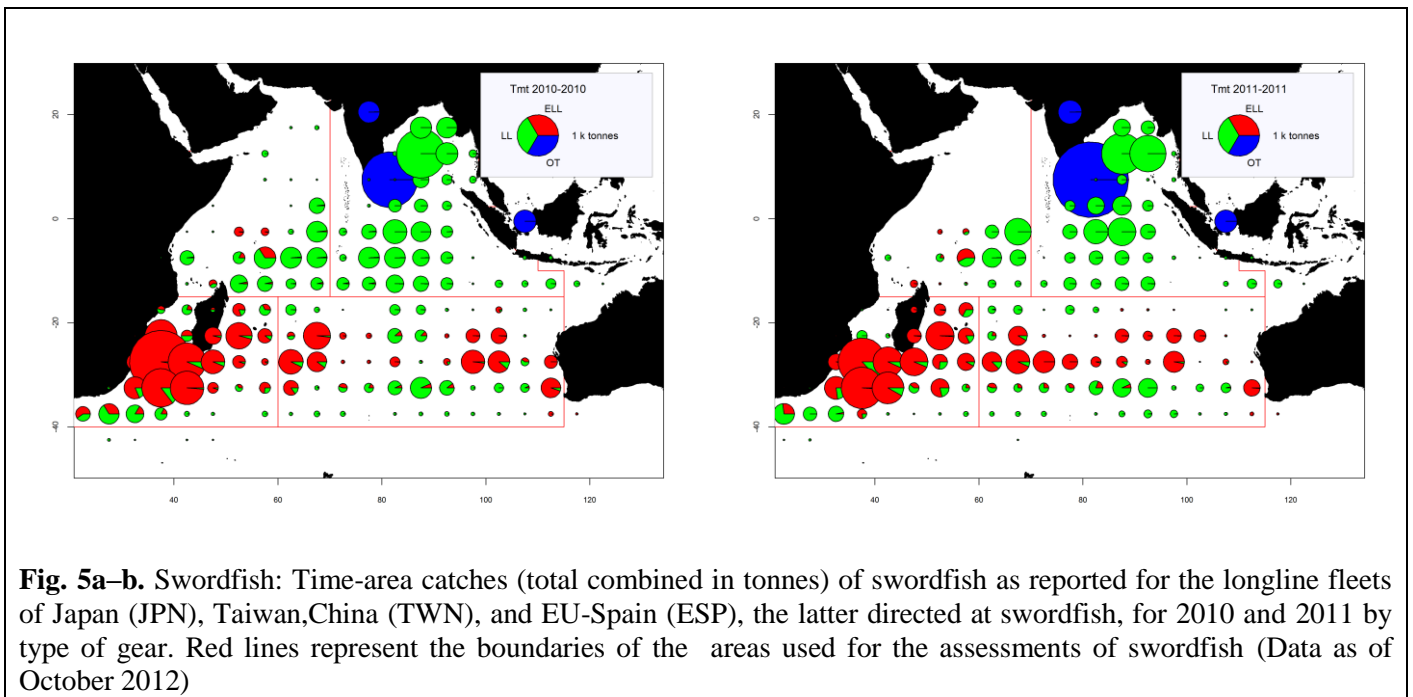 Tmt 2010-2010
ELL
LL
1 k tonnes
OT
20
0
-20
-40
40
60
80
100
120
Tmt 2011-2011
ELL
LL
1 k tonnes
OT
20
0
-20
-40
40
60
80
100
120
Fig. 5a–b. Swordfish: Time-area catches (total combined in tonnes) of swordfish as reported for the longline fleets
of Japan (JPN), Taiwan,China (TWN), and EU-Spain (ESP), the latter directed at swordfish, for 2010 and 2011 by
type of gear. Red lines represent the boundaries of the areas used for the assessments of swordfish (Data as of
October 2012)